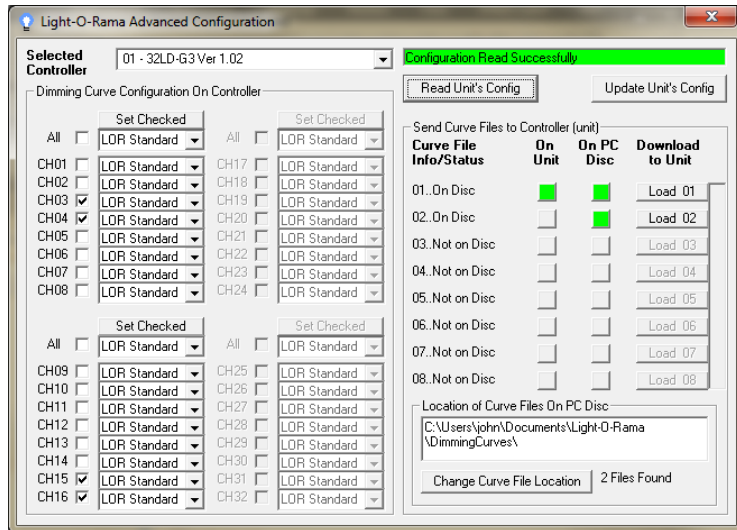 Light-O-Rama Advanced Configuration
Selected Controller
01 - 32LD-G3 Ver 1.02
Configuration Read Successfully
Read Unit's Config
Update Unit's Config
Dimming Curve Configuration On Controller
Set Checked
Set Checked
All LOR Standard All LOR Standard
CH01 LOR Standard CH17 LOR Standard
CH02 LOR Standard CH18 LOR Standard
CH03 LOR Standard CH19 LOR Standard
CH04 LOR Standard CH20 LOR Standard
CH05 LOR Standard CH21 LOR Standard
CH06 LOR Standard CH22 LOR Standard
CH07 LOR Standard CH23 LOR Standard
CH08 LOR Standard CH24 LOR Standard
Set Checked
Set Checked
All LOR Standard All LOR Standard
CH09 LOR Standard CH25 LOR Standard
CH10 LOR Standard CH26 LOR Standard
CH11 LOR Standard CH27 LOR Standard
CH12 LOR Standard CH28 LOR Standard
CH13 LOR Standard CH29 LOR Standard
CH14 LOR Standard CH30 LOR Standard
CH15 LOR Standard CH31 LOR Standard
CH16 LOR Standard CH32 LOR Standard
Send Curve Files to Controller (unit)
Curve File On On PC Download
Info/Status Unit Disc to Unit
01..On Disc Load 01
02..On Disc Load 02
03..Not on Disc Load 03
04..Not on Disc Load 04
05..Not on Disc Load 05
06..Not on Disc Load 06
07..Not on Disc Load 07
08..Not on Disc Load 08
Location of Curve Files On PC Disc
C:\Users\john\Documents\Light-O-Rama
\DimmingCurves\
Change Curve File Location 2 Files Found